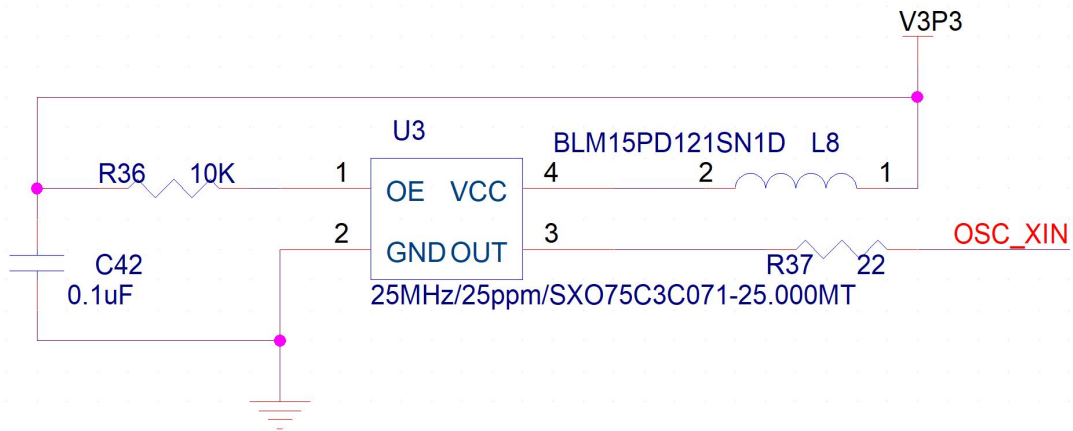 V3P3
U3
BLM15PD121SN1D L8
R36 10K 1 OE VCC 4 2 1
2 GND OUT 3 OSC_XIN
C42 R37 22
0.1uF 25MHz/25ppm/SXO75C3C071-25.000MT